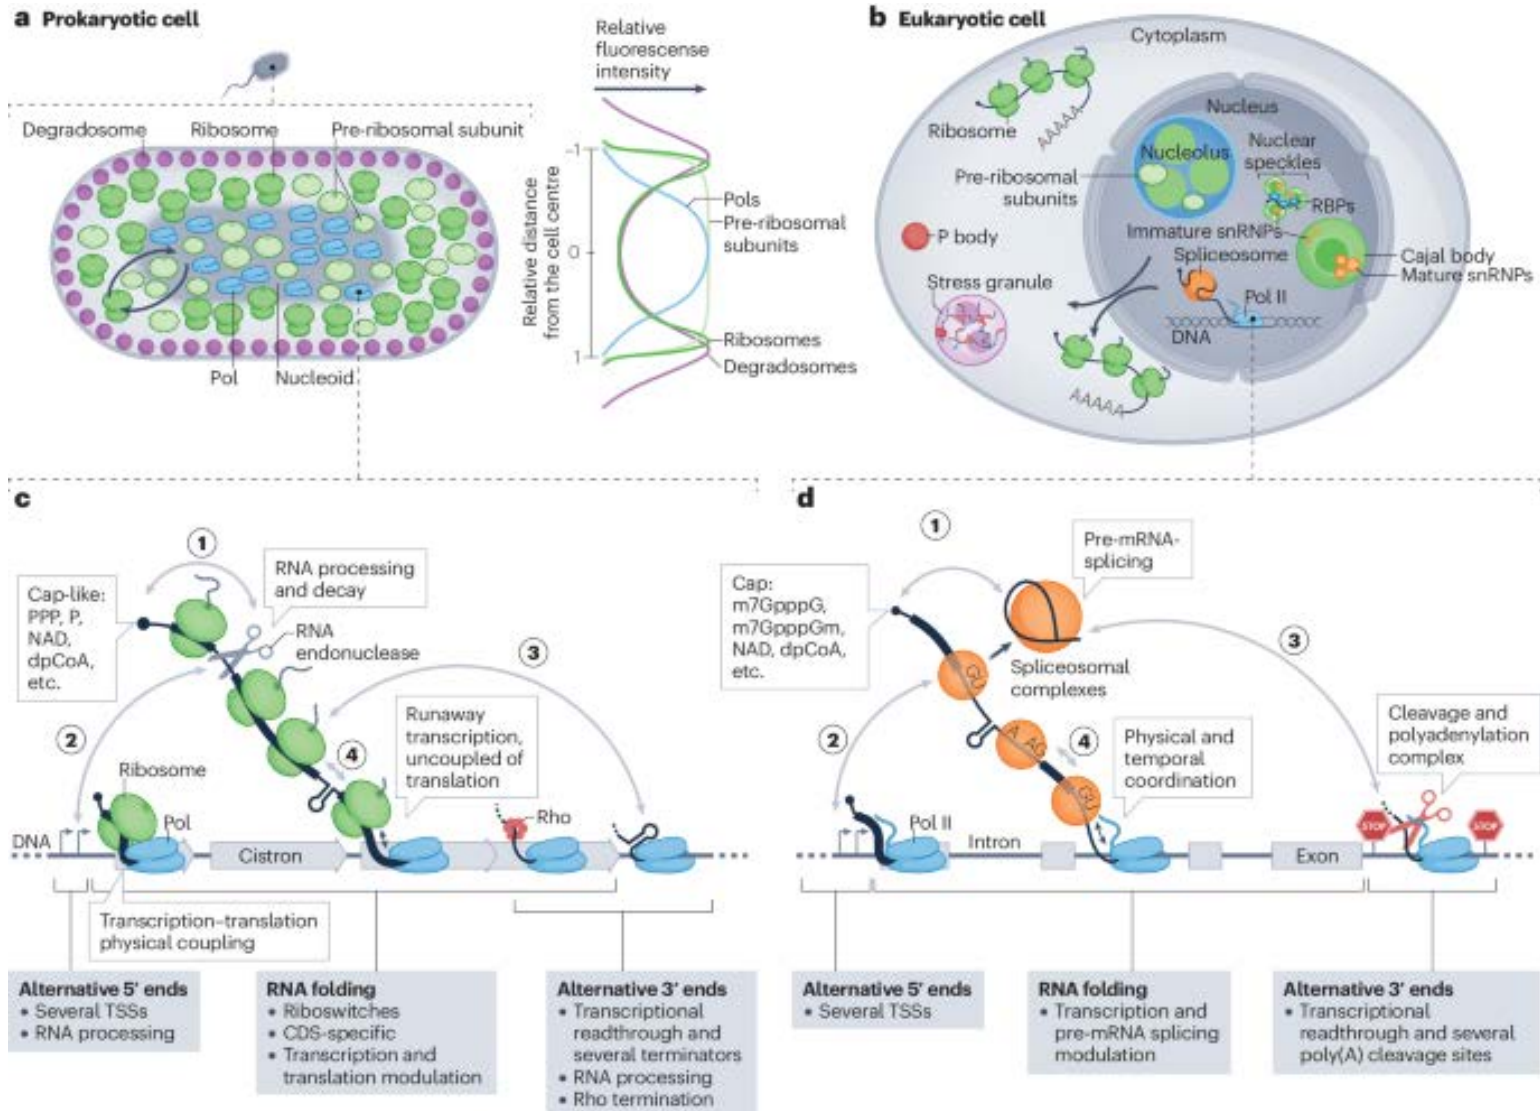 a Prokaryotic cell
Degradosome
Ribosome
Pre-ribosomal subunit
Pol
Nucleoid
Relative
fluorescense
intensity
Relative distance
from the cell centre
-1
0
1
Pols
Pre-ribosomal
subunits
Ribosomes
Degradosomes
b Eukaryotic cell
Cytoplasm
Ribosome
AAAAA
Nucleus
Nucleolus
Nuclear
speckles
Pre-ribosomal
subunits
RBPs
P body
Immature snRNPs
Spliceosome
Cajal body
Mature snRNPs
Stress granule
Pol II
DNA
AAAAA
c
1
RNA processing
and decay
Cap-like:
PPP, P,
NAD,
dpCoA,
etc.
RNA
endonuclease
3
2
Runaway
transcription,
uncoupled of
translation
4
Ribosome
Pol
Rho
DNA
Cistron
Transcription–translation
physical coupling
Alternative 5′ ends
• Several TSSs
• RNA processing
RNA folding
• Riboswitches
• CDS-specific
• Transcription and
translation modulation
Alternative 3′ ends
• Transcriptional
readthrough and
several terminators
• RNA processing
• Rho termination
d
1
Pre-mRNA-
splicing
Cap:
m7GpppG,
m7GpppGm,
NAD, dpCoA,
etc.
GU
Spliceosomal
complexes
3
2
A AG
4
Physical and
temporal
coordination
Cleavage and
polyadenylation
complex
GU
Pol II
Intron
Exon
STOP
STOP
Alternative 5′ ends
• Several TSSs
RNA folding
• Transcription and
pre-mRNA splicing
modulation
Alternative 3′ ends
• Transcriptional
readthrough and several
poly(A) cleavage sites